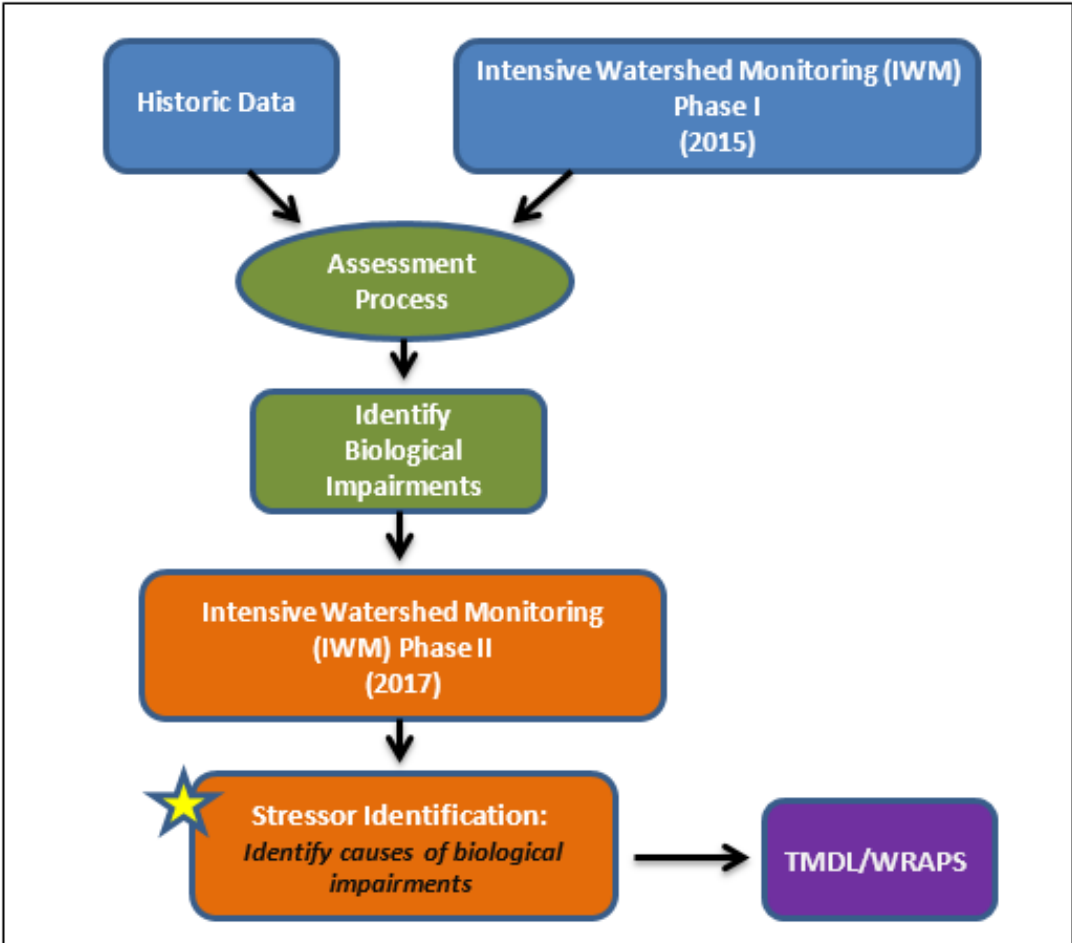 Historic Data
Intensive Watershed Monitoring (IWM)
Phase I
(2015)
Assessment
Process
Identify
Biological
Impairments
Intensive Watershed Monitoring
(IWM) Phase II
(2017)
Stressor Identification:
Identify causes of biological
impairments
TMDL/WRAPS